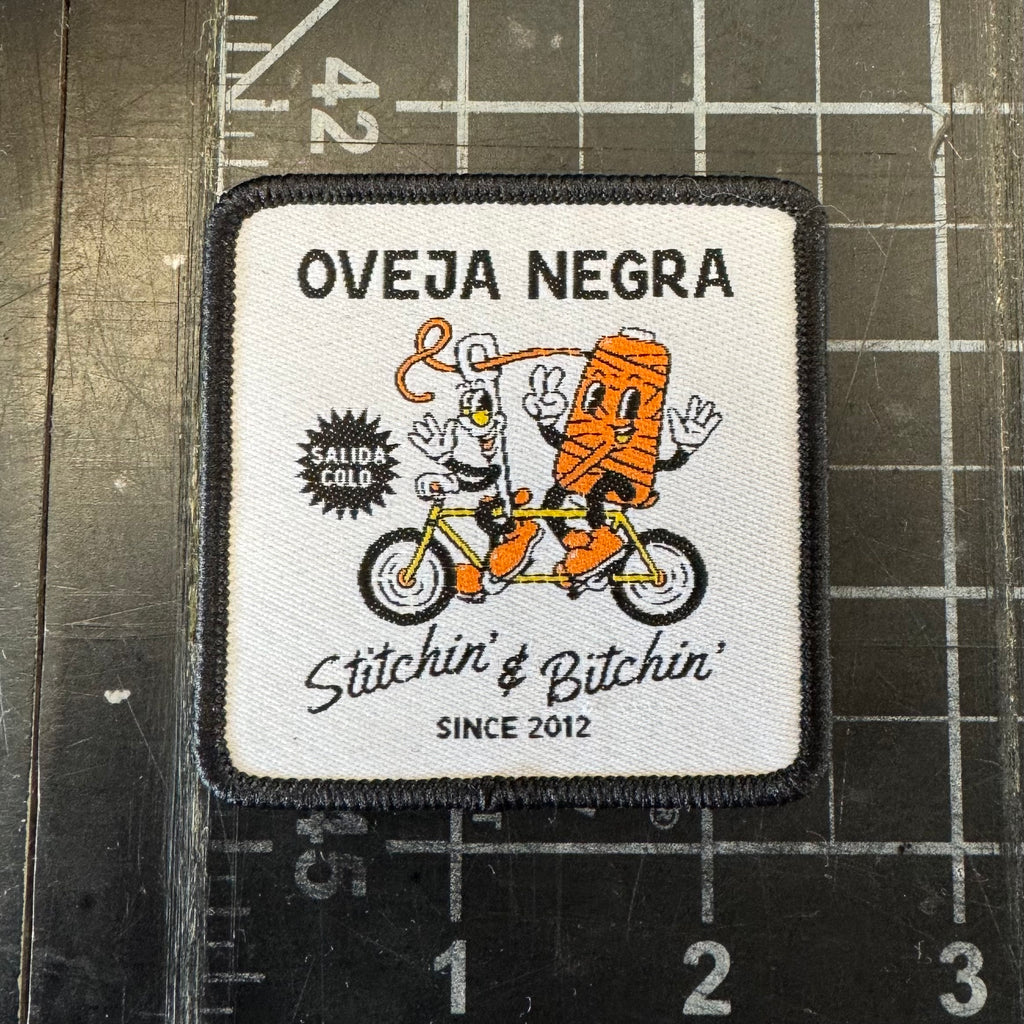 42
OVEJA NEGRA
SALIDA
COLO
Stitchin' & Bitchin'
SINCE 2012
45
®
1 2 3